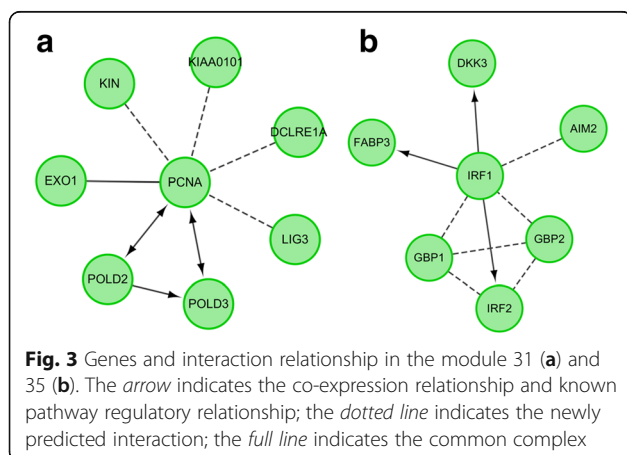 a
b
KIAA0101
DKK3
KIN
DCLRE1A
AIM2
FABP3
EXO1
PCNA
IRF1
LIG3
GBP2
GBP1
POLD2
POLD3
IRF2
Fig. 3 Genes and interaction relationship in the module 31 (a) and
35 (b). The arrow indicates the co-expression relationship and known
pathway regulatory relationship; the dotted line indicates the newly
predicted interaction; the full line indicates the common complex